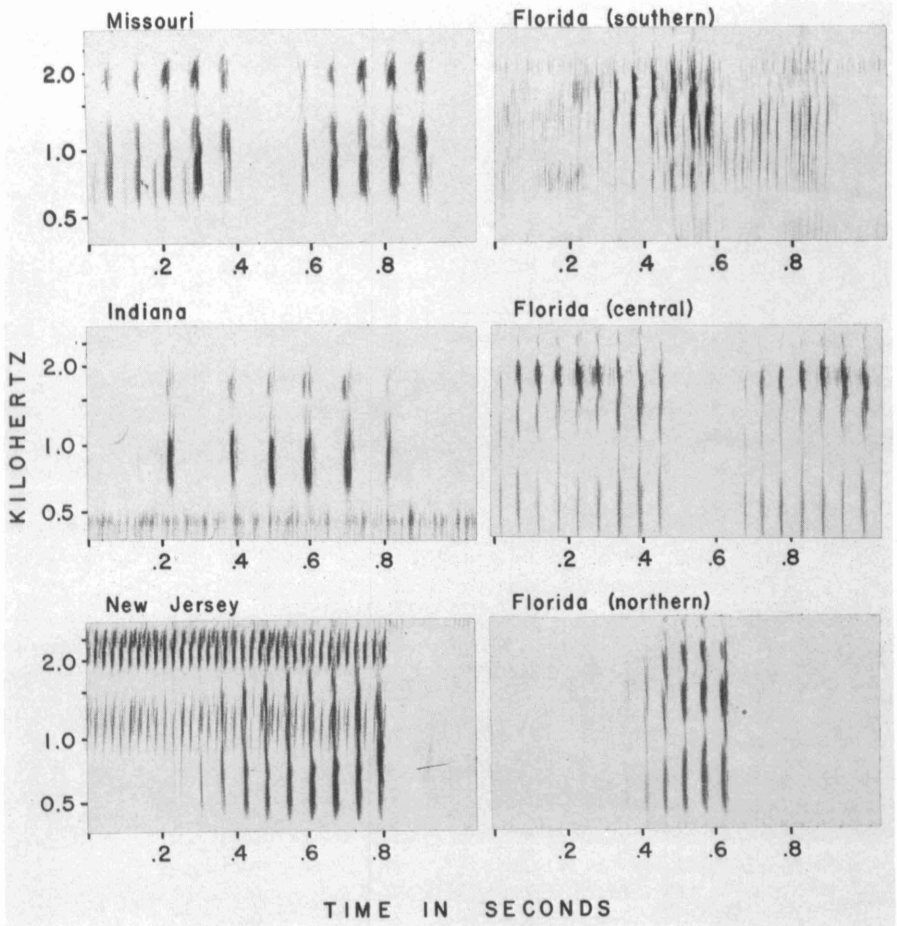 Missouri
Florida (southern)
2.0
1.0
0.5
.2 .4 .6 .8
.2 .4 .6 .8
Indiana
Florida (central)
2.0
1.0
0.5
.2 .4 .6 .8
.2 .4 .6 .8
KILOHERTZ
New Jersey
Florida (northern)
2.0
1.0
0.5
.2 .4 .6 .8
.2 .4 .6 .8
TIME IN SECONDS